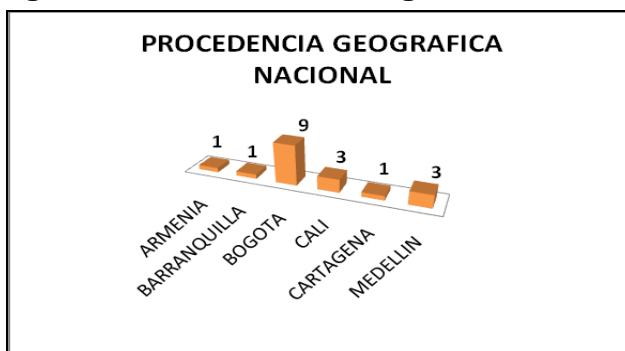 PROCEDENCIA GEOGRAFICA
NACIONAL
1
1
9
3
1
3
ARMENIA
BARRANQUILLA
BOGOTA
CALI
CARTAGENA
MEDELLIN